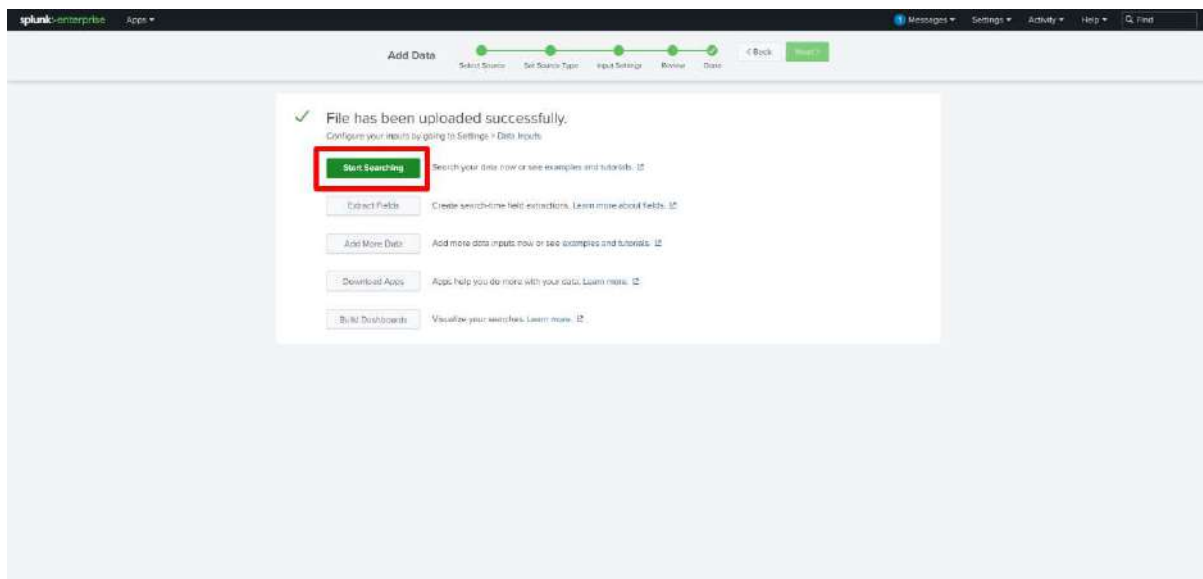 splunk>enterprise Apps
1 Messages Settings Activity Help Find
Add Data
Select Source Set Source Type Input Settings Review Done
< Back Next >
File has been uploaded successfully.
Configure your inputs by going to Settings > Data Inputs
Start Searching Search your data now or see examples and tutorials.
Extract Fields Create search-time field extractions. Learn more about fields.
Add More Data Add more data inputs now or see examples and tutorials.
Download Apps Apps help you do more with your data. Learn more.
Build Dashboards Visualize your searches. Learn more.